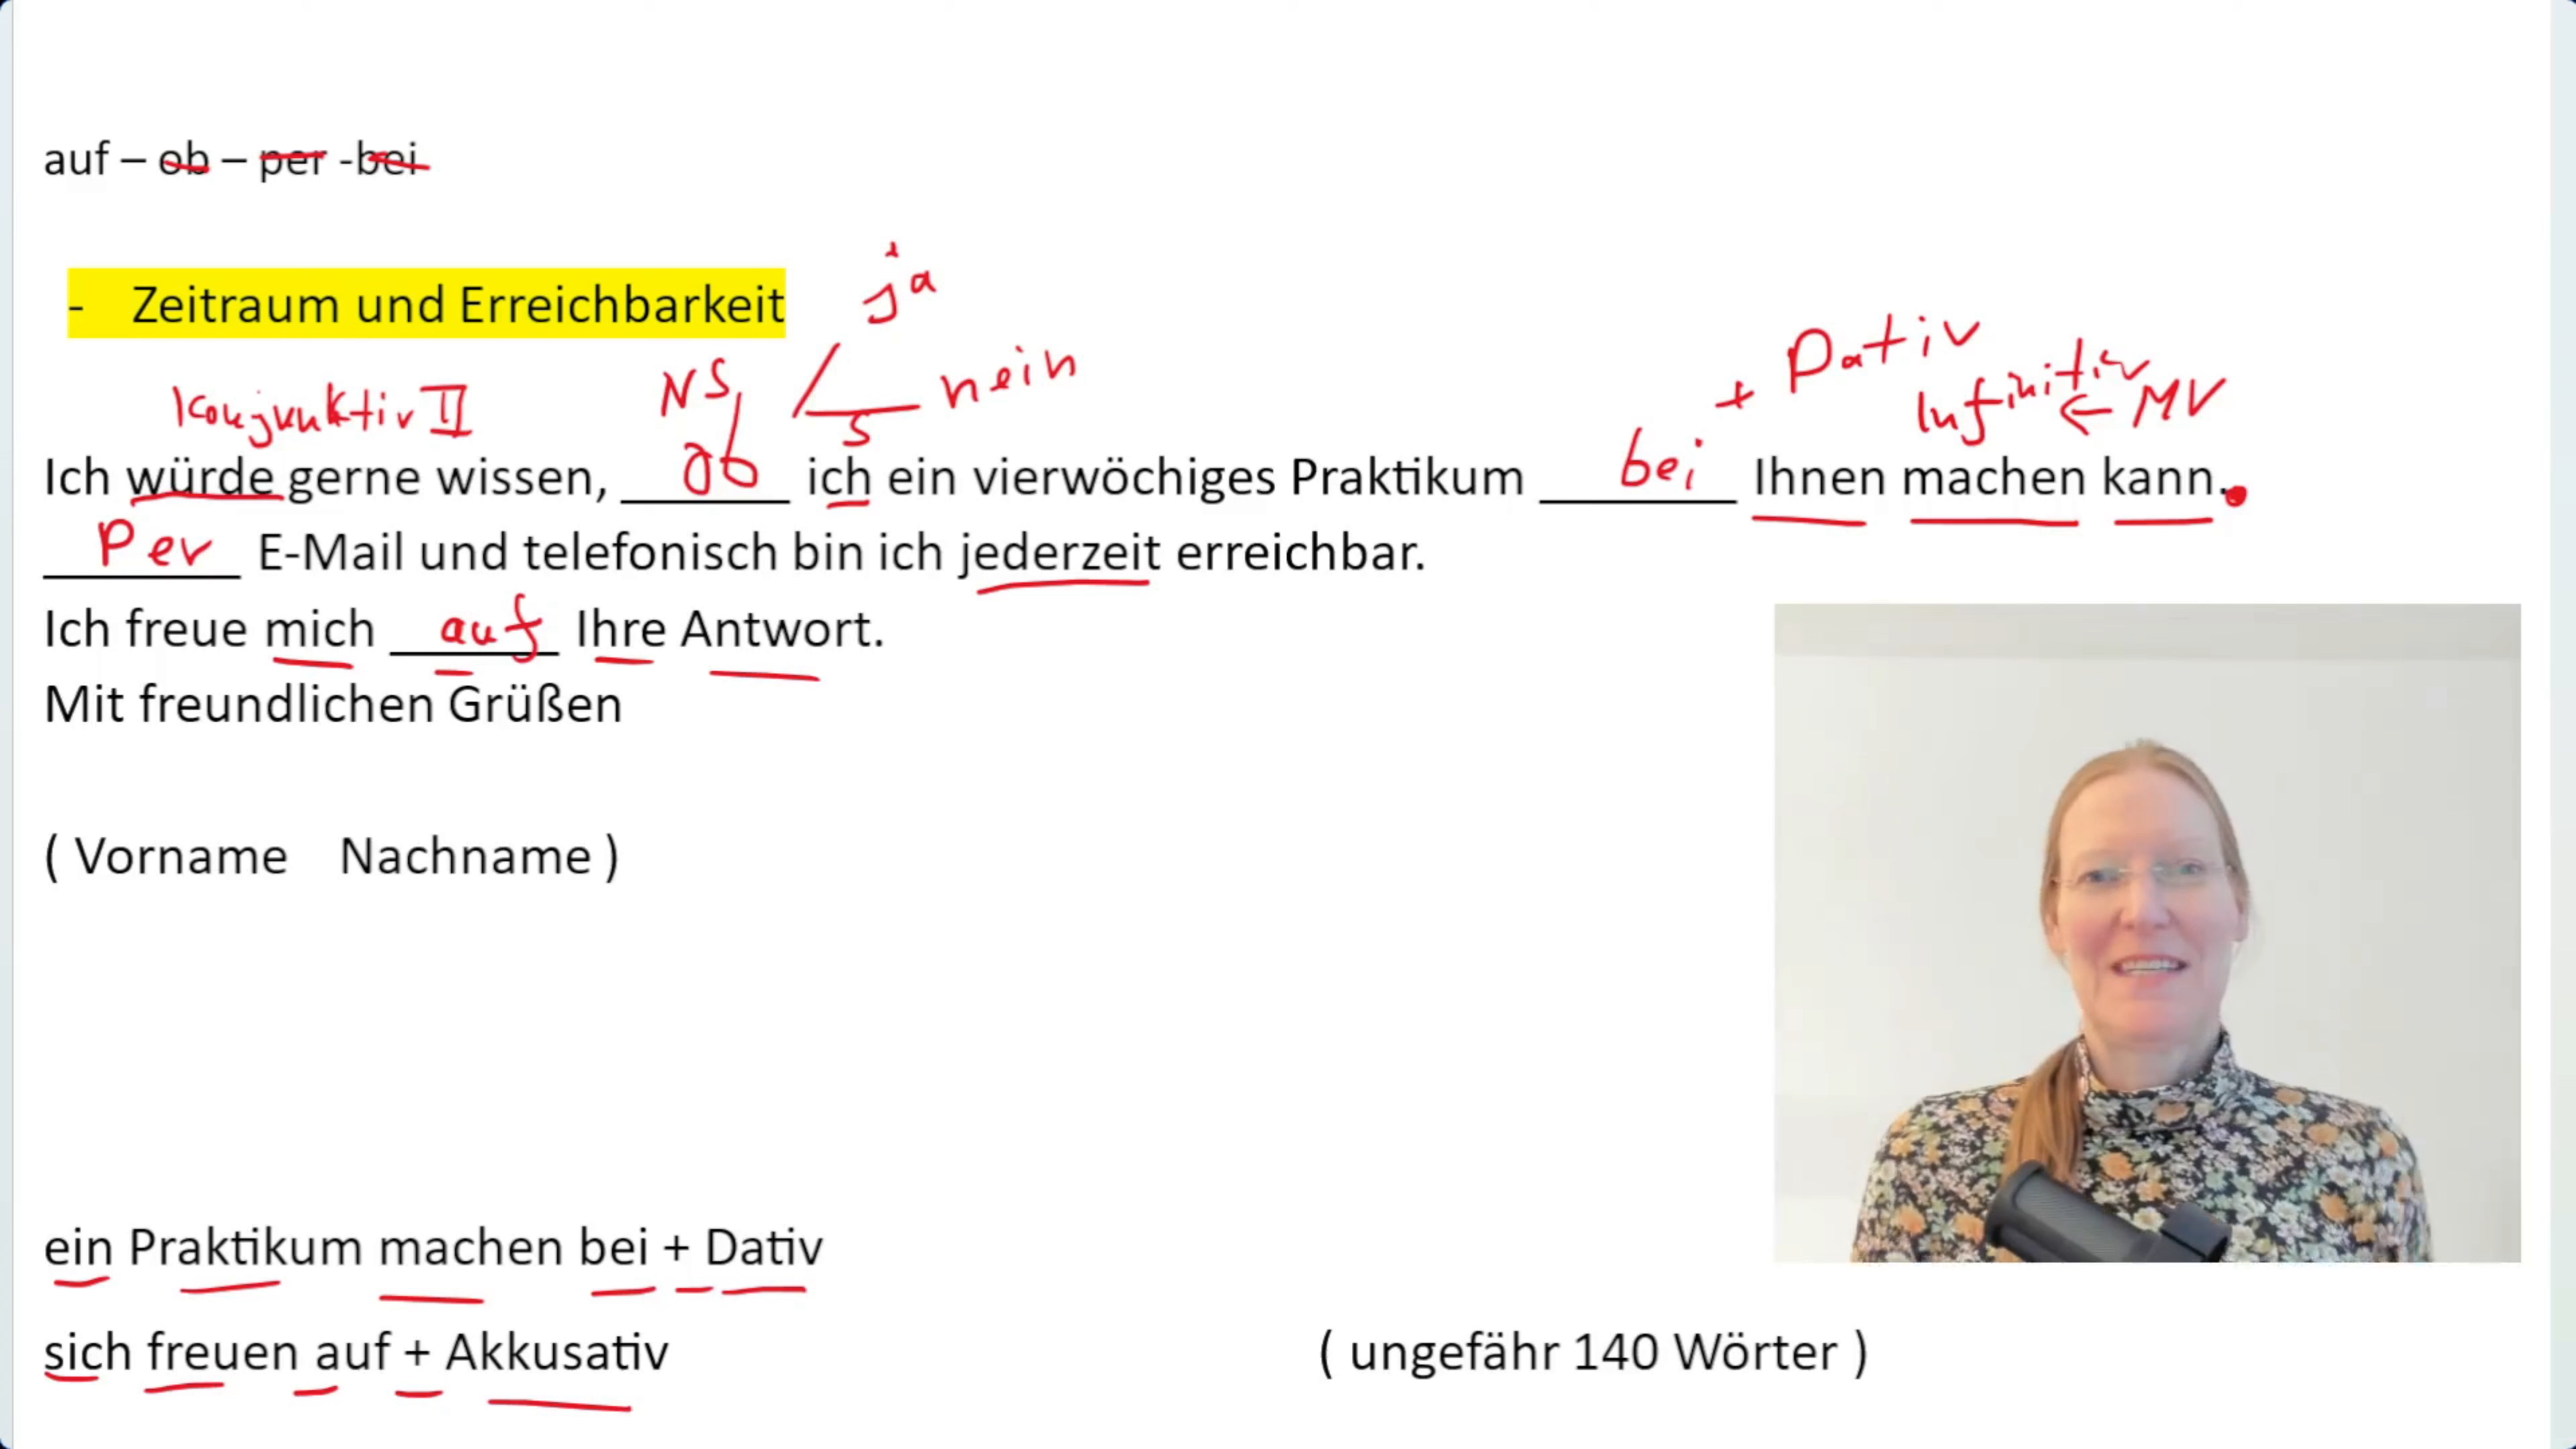 auf – ob – per -bei
ja
- Zeitraum und Erreichbarkeit
nein
+ Dativ
Konjunktiv II
NS
S
Infinitiv ← MV
Ich würde gerne wissen, ob ich ein vierwöchiges Praktikum bei Ihnen machen kann.
Per E-Mail und telefonisch bin ich jederzeit erreichbar.
Ich freue mich auf Ihre Antwort.
Mit freundlichen Grüßen
( Vorname Nachname )
ein Praktikum machen bei + Dativ
sich freuen auf + Akkusativ
( ungefähr 140 Wörter )